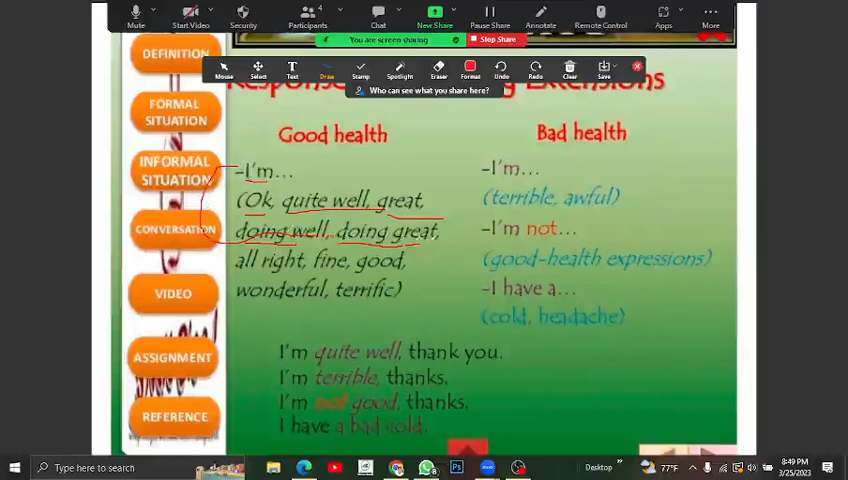 Mute
Start Video
Security
Participants
4
Chat
New Share
Pause Share
Annotate
Remote Control
Apps
More
You are screen sharing
Stop Share
Mouse
Select
Text
Draw
Stamp
Spotlight
Eraser
Format
Undo
Redo
Clear
Save
Who can see what you share here?
Extensions
DEFINITION
FORMAL
SITUATION
INFORMAL
SITUATION
CONVERSATION
VIDEO
ASSIGNMENT
REFERENCE
Good health
-I'm...
(Ok, quite well, great,
doing well, doing great,
all right, fine, good,
wonderful, terrific)
Bad health
-I'm...
(terrible, awful)
-I'm not...
(good-health expressions)
-I have a...
(cold, headache)
I'm quite well, thank you.
I'm terrible, thanks.
I'm not good, thanks.
I have a bad cold.
Type here to search
Desktop
77°F
8:49 PM
3/25/2023